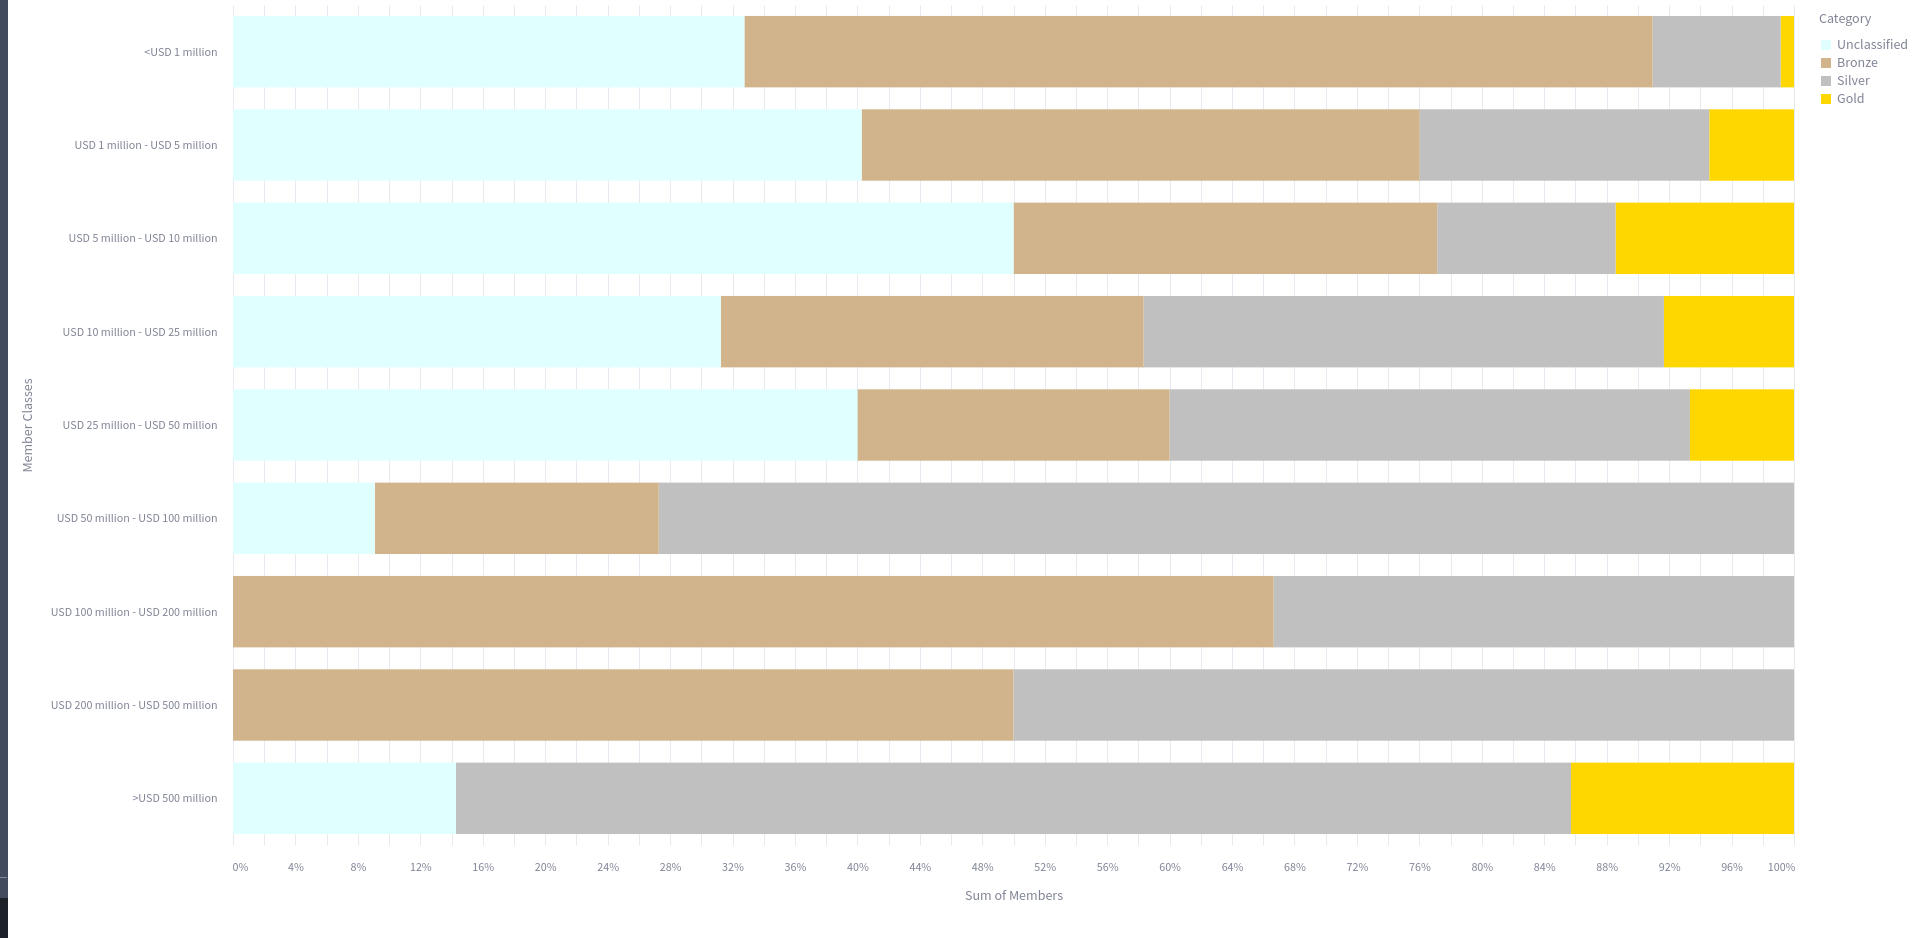 Category
Unclassified
Bronze
Silver
Gold
Member Classes
<USD 1 million
USD 1 million - USD 5 million
USD 5 million - USD 10 million
USD 10 million - USD 25 million
USD 25 million - USD 50 million
USD 50 million - USD 100 million
USD 100 million - USD 200 million
USD 200 million - USD 500 million
>USD 500 million
0% 4% 8% 12% 16% 20% 24% 28% 32% 36% 40% 44% 48% 52% 56% 60% 64% 68% 72% 76% 80% 84% 88% 92% 96% 100%
Sum of Members